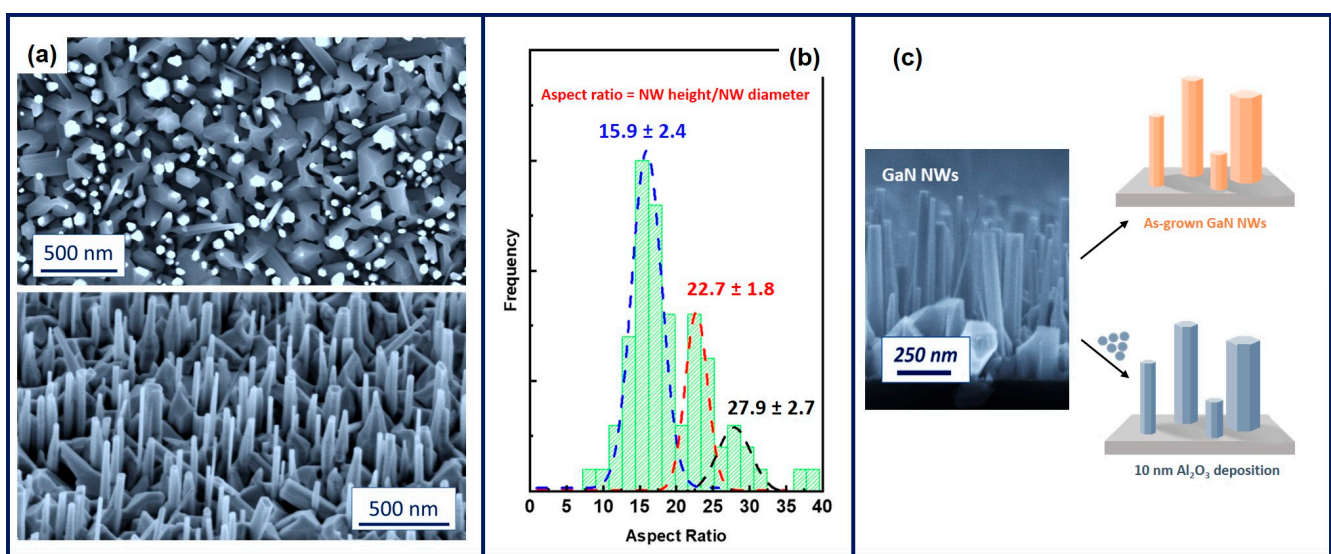 (a)
500 nm
500 nm
(b)
Aspect ratio = NW height/NW diameter
15.9 ± 2.4
22.7 ± 1.8
27.9 ± 2.7
Frequency
0 5 10 15 20 25 30 35 40
Aspect Ratio
(c)
GaN NWs
250 nm
As-grown GaN NWs
10 nm Al₂O₃ deposition